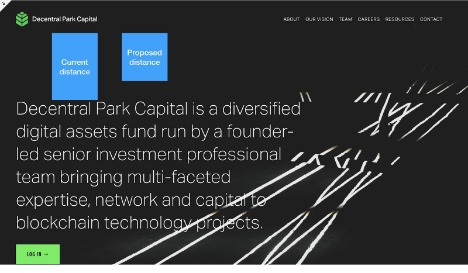 Decentral Park Capital
ABOUT OUR VISION TEAM CAREERS RESOURCES CONTACT
Current
distance
Proposed
distance
Decentral Park Capital is a diversified
digital assets fund run by a founder-
led senior investment professional
team bringing multi-faceted
expertise, network and capital to
blockchain technology projects.
LOG IN →